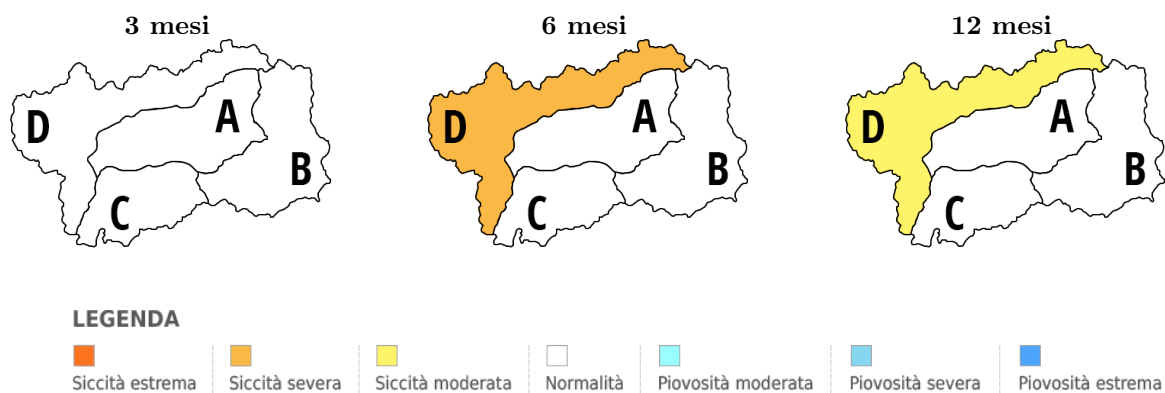 3 mesi 6 mesi 12 mesi
A A A
D D D
B B B
C C C
LEGENDA
Siccità estrema Siccità severa Siccità moderata Normalità Piovosità moderata Piovosità severa Piovosità estrema